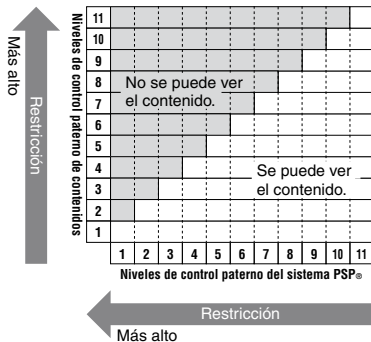 Más alto
Restricción
Niveles de control paterno de contenidos
11
10
9
8
7
6
5
4
3
2
1
No se puede ver
el contenido.
Se puede ver
el contenido.
1 2 3 4 5 6 7 8 9 10 11
Niveles de control paterno del sistema PSP®
Restricción
Más alto